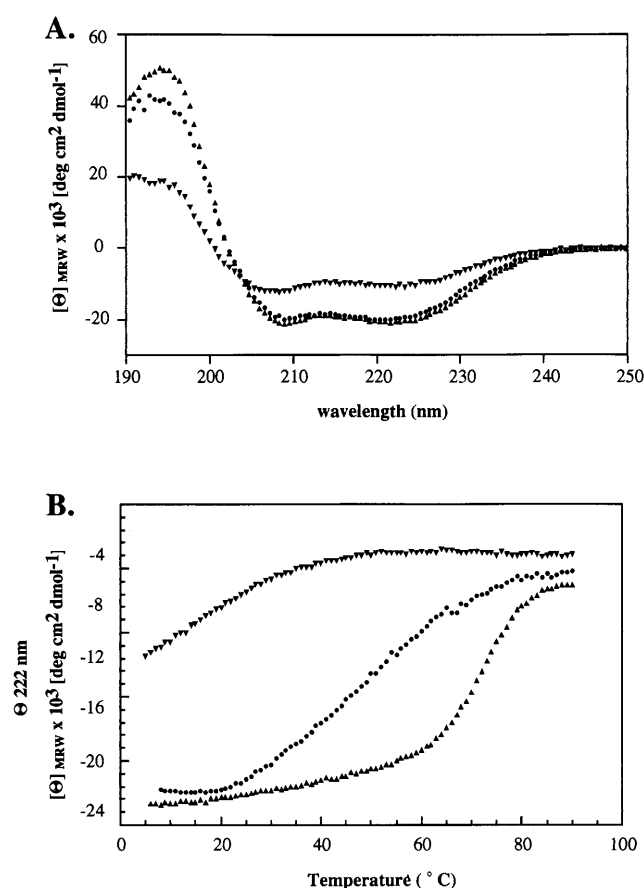 A.
60
40
20
0
-20
190 200 210 220 230 240 250
wavelength (nm)
[Θ] MRW x 10³ [deg cm² dmol⁻¹]
B.
-4
-8
-12
-16
-20
-24
0 20 40 60 80 100
Temperature ( ° C)
Θ 222 nm
[Θ] MRW x 10³ [deg cm² dmol⁻¹]